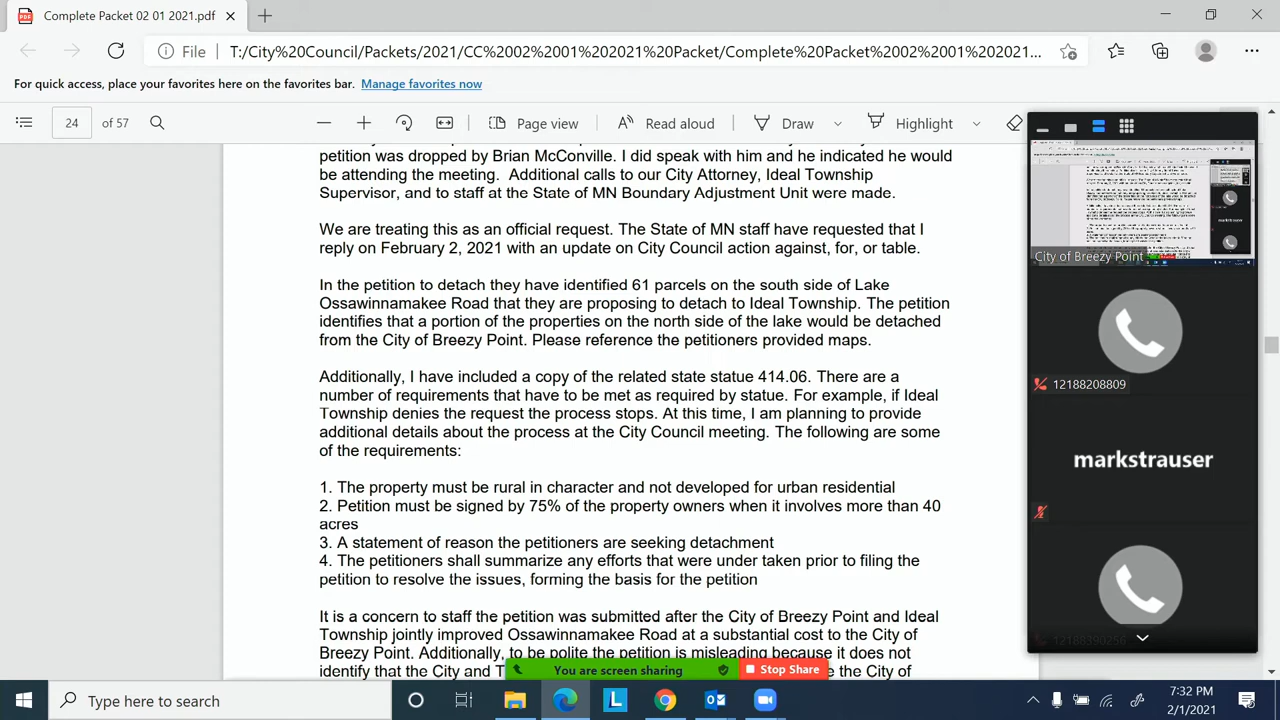 Complete Packet 02 01 2021.pdf
File
T:/City%20Council/Packets/2021/CC%2002%2001%202021%20Packet/Complete%20Packet%2002%2001%202021...
For quick access, place your favorites here on the favorites bar. Manage favorites now
24 of 57
Page view
Read aloud
Draw
Highlight
petition was dropped by Brian McConville. I did speak with him and he indicated he would
be attending the meeting. Additional calls to our City Attorney, Ideal Township
Supervisor, and to staff at the State of MN Boundary Adjustment Unit were made.
We are treating this as an official request. The State of MN staff have requested that I
reply on February 2, 2021 with an update on City Council action against, for, or table.
In the petition to detach they have identified 61 parcels on the south side of Lake
Ossawinnamakee Road that they are proposing to detach to Ideal Township. The petition
identifies that a portion of the properties on the north side of the lake would be detached
from the City of Breezy Point. Please reference the petitioners provided maps.
Additionally, I have included a copy of the related state statue 414.06. There are a
number of requirements that have to be met as required by statue. For example, if Ideal
Township denies the request the process stops. At this time, I am planning to provide
additional details about the process at the City Council meeting. The following are some
of the requirements:
1. The property must be rural in character and not developed for urban residential
2. Petition must be signed by 75% of the property owners when it involves more than 40
acres
3. A statement of reason the petitioners are seeking detachment
4. The petitioners shall summarize any efforts that were under taken prior to filing the
petition to resolve the issues, forming the basis for the petition
It is a concern to staff the petition was submitted after the City of Breezy Point and Ideal
Township jointly improved Ossawinnamakee Road at a substantial cost to the City of
Breezy Point. Additionally, to be polite the petition is misleading because it does not
identify that the City and T
the City of
City of Breezy Point
12188208809
markstrauser
12188390256
You are screen sharing
Stop Share
Type here to search
7:32 PM
2/1/2021